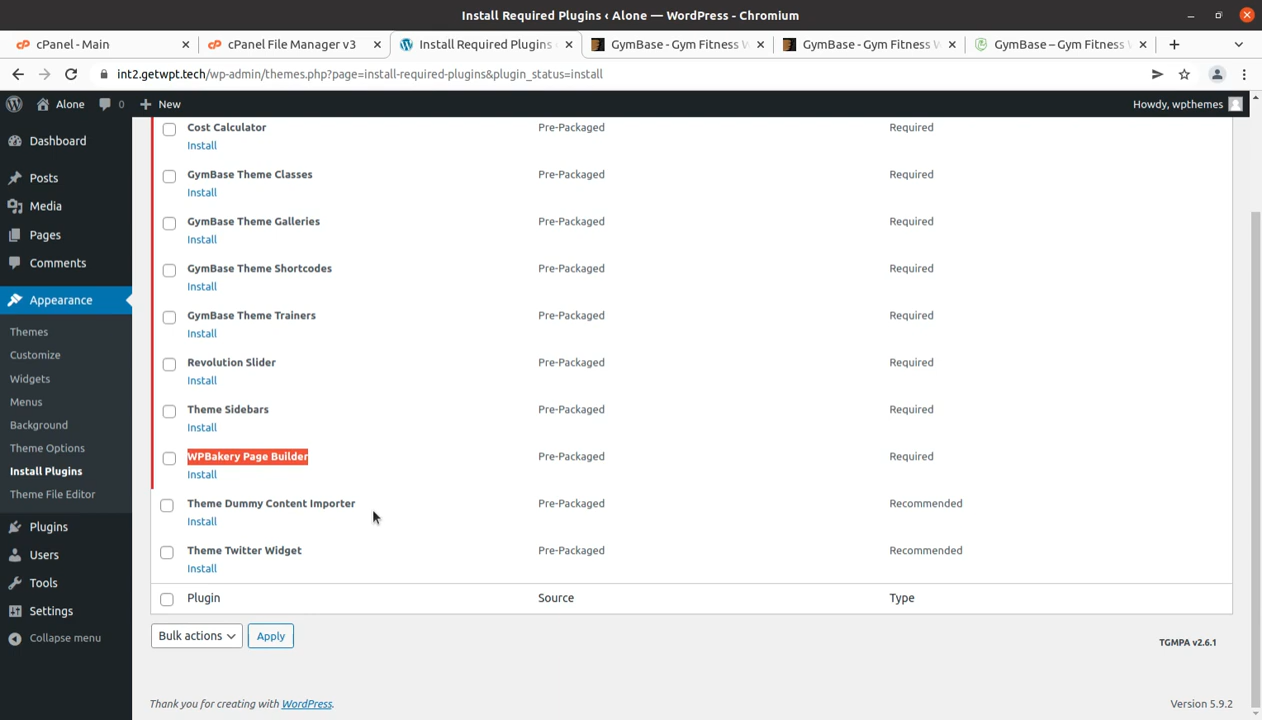 Install Required Plugins ‹ Alone — WordPress - Chromium
cPanel - Main
cPanel File Manager v3
Install Required Plugins
GymBase - Gym Fitness W
GymBase - Gym Fitness W
GymBase – Gym Fitness W
int2.getwpt.tech/wp-admin/themes.php?page=install-required-plugins&plugin_status=install
Alone
0
New
Howdy, wpthemes
Dashboard
Posts
Media
Pages
Comments
Appearance
Themes
Customize
Widgets
Menus
Background
Theme Options
Install Plugins
Theme File Editor
Plugins
Users
Tools
Settings
Collapse menu
Cost Calculator Pre-Packaged Required
Install
GymBase Theme Classes Pre-Packaged Required
Install
GymBase Theme Galleries Pre-Packaged Required
Install
GymBase Theme Shortcodes Pre-Packaged Required
Install
GymBase Theme Trainers Pre-Packaged Required
Install
Revolution Slider Pre-Packaged Required
Install
Theme Sidebars Pre-Packaged Required
Install
WPBakery Page Builder Pre-Packaged Required
Install
Theme Dummy Content Importer Pre-Packaged Recommended
Install
Theme Twitter Widget Pre-Packaged Recommended
Install
Plugin Source Type
Bulk actions
Apply
TGMPA v2.6.1
Thank you for creating with WordPress.
Version 5.9.2